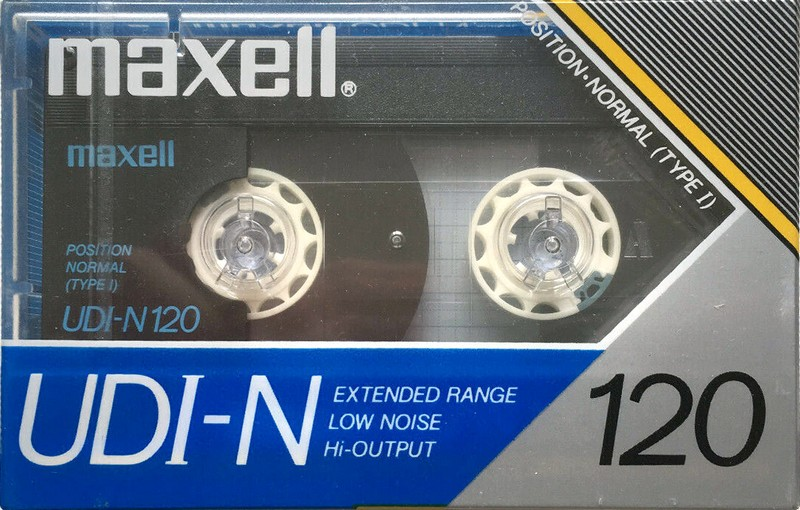 maxell®
POSITION·NORMAL (TYPE I)
maxell
POSITION
NORMAL
(TYPE I)
UDI-N120
A
UDI-N
EXTENDED RANGE
LOW NOISE
Hi-OUTPUT
120